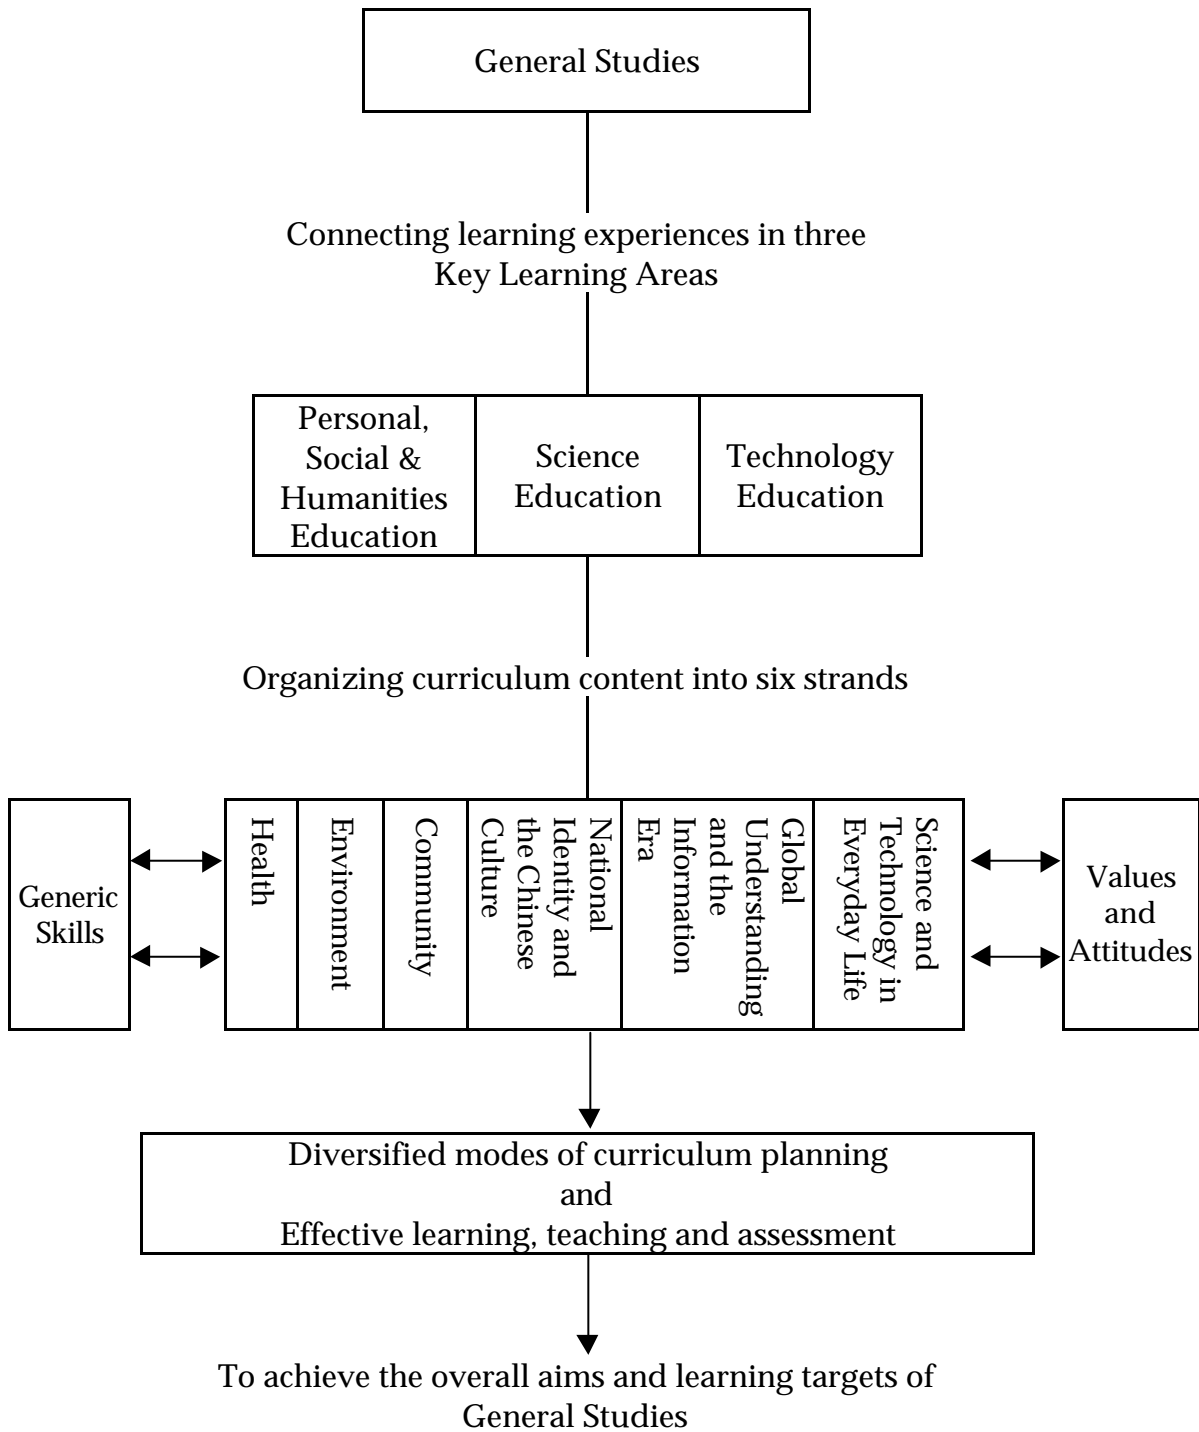 General Studies
Connecting learning experiences in three
Key Learning Areas
Personal,
Social &
Humanities
Education
Science
Education
Technology
Education
Organizing curriculum content into six strands
Generic
Skills
Health
Environment
Community
National
Identity and
the Chinese
Culture
Global
Understanding
and the
Information
Era
Science and
Technology in
Everyday Life
Values
and
Attitudes
Diversified modes of curriculum planning
and
Effective learning, teaching and assessment
To achieve the overall aims and learning targets of
General Studies